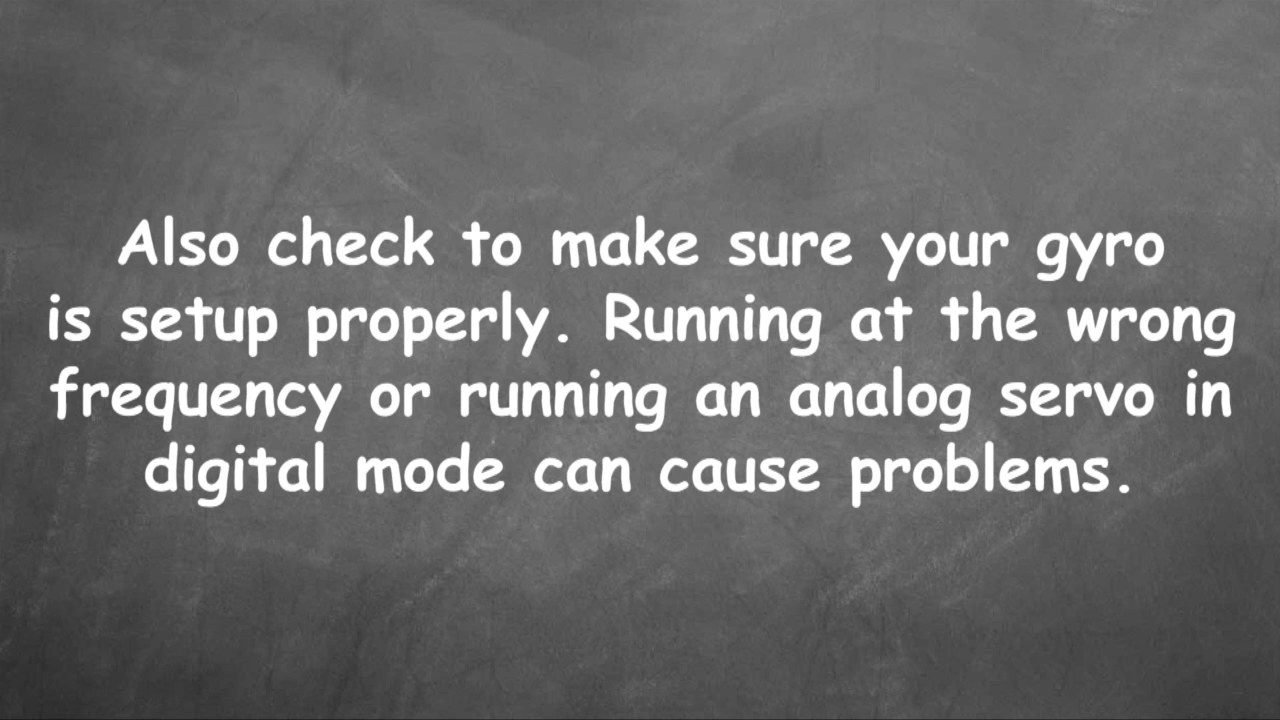 Also check to make sure your gyro
is setup properly. Running at the wrong
frequency or running an analog servo in
digital mode can cause problems.